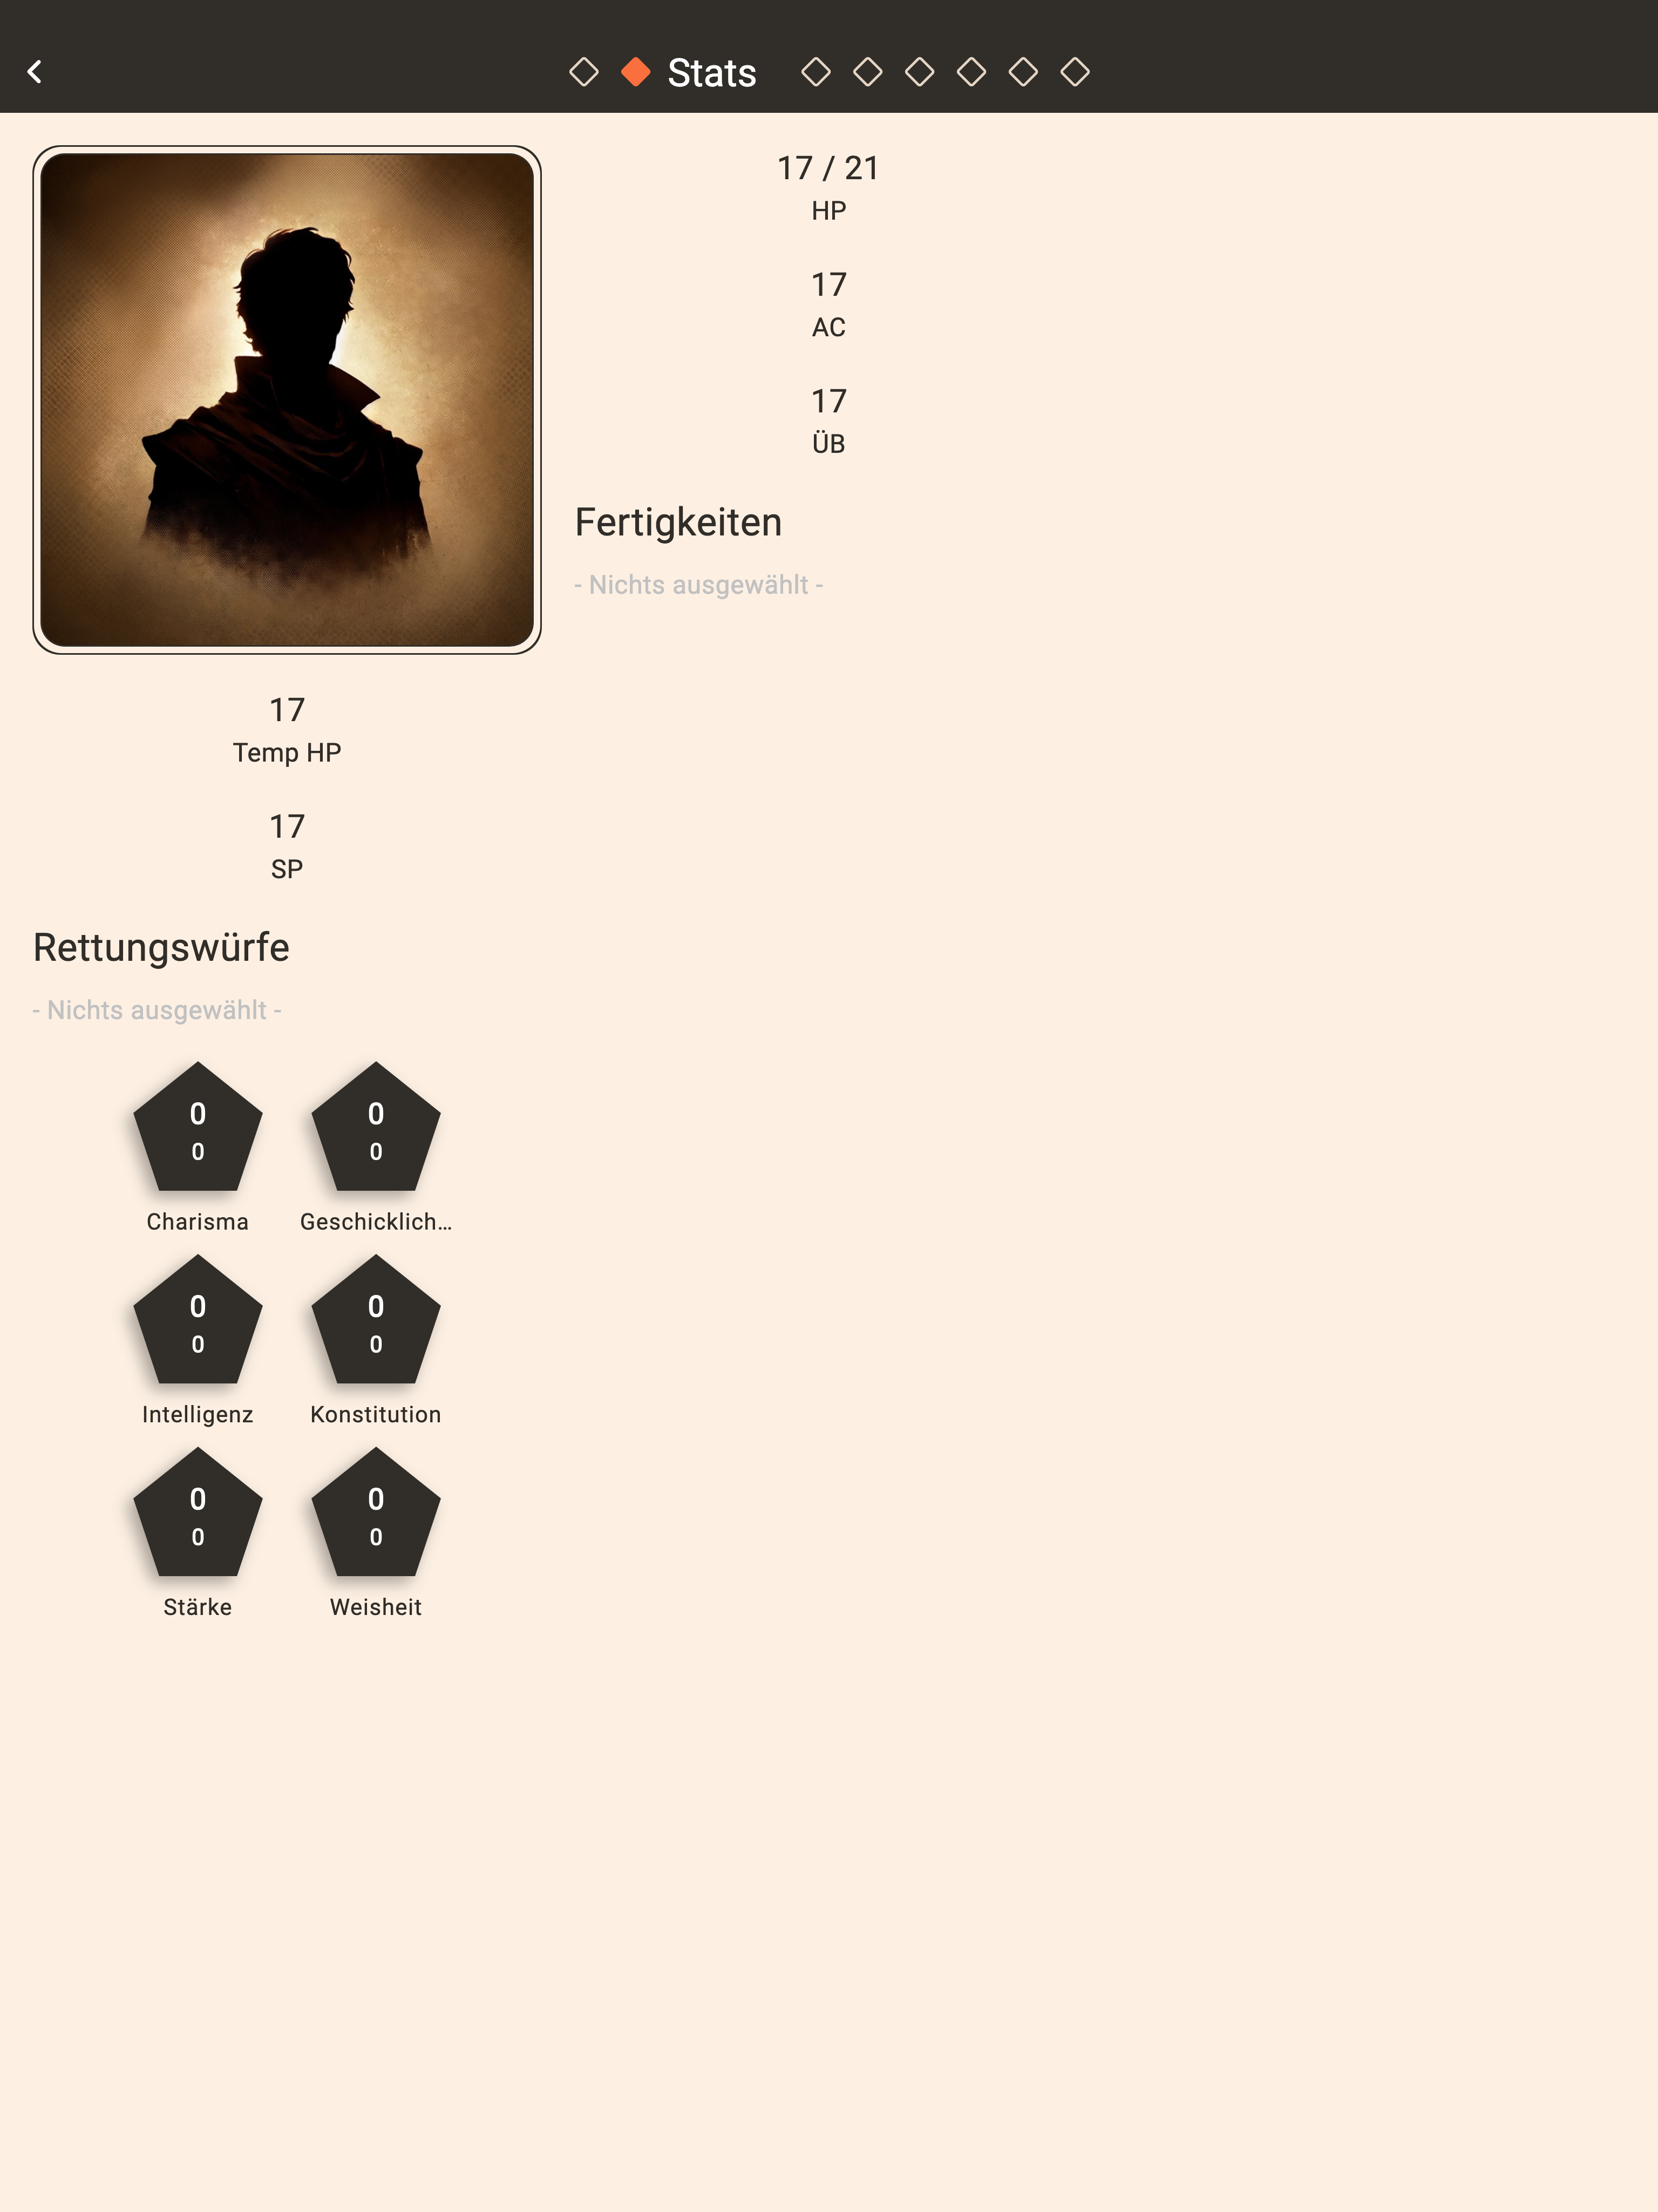 Stats
17 / 21
HP
17
AC
17
ÜB
Fertigkeiten
- Nichts ausgewählt -
17
Temp HP
17
SP
Rettungswürfe
- Nichts ausgewählt -
0
0
Charisma
0
0
Geschicklich...
0
0
Intelligenz
0
0
Konstitution
0
0
Stärke
0
0
Weisheit